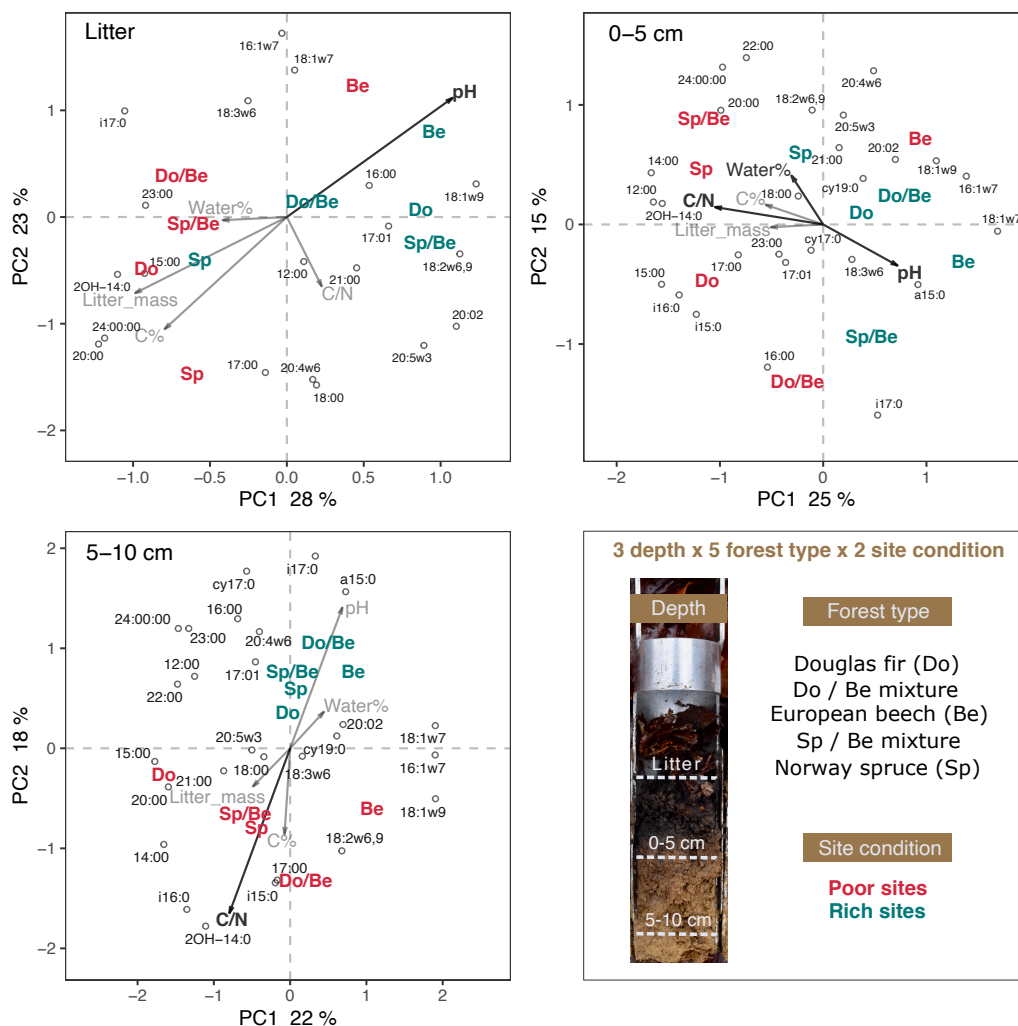 Litter
16:1w7
18:1w7
Be
pH
18:3w6
i17:0
Be
Do/Be
16:00
23:00
Water%
Do/Be
18:1w9
Do
Sp/Be
17:01
Sp/Be
Do
15:00
Sp
12:00
21:00
18:2w6,9
2OH−14:0
Litter_mass
C/N
24:00:00
C%
20:02
20:00
20:5w3
Sp
17:00
20:4w6
18:00
1
0
−1
−2
−1.0
−0.5
0.0
0.5
1.0
PC1 28 %
PC2 23 %
0−5 cm
22:00
24:00:00
20:4w6
20:00
18:2w6,9
Sp/Be
20:5w3
Be
Sp
21:00
20:02
18:1w9
14:00
Sp
Water%
cy19:0
16:1w7
12:00
18:00
Do/Be
C/N
C%
2OH−14:0
Do
Litter_mass
18:1w7
23:00
cy17:0
17:00
17:01
18:3w6
pH
Be
15:00
Do
a15:0
i16:0
i15:0
Sp/Be
16:00
Do/Be
i17:0
1
0
−1
−2
−1
0
1
PC1 25 %
PC2 15 %
5−10 cm
i17:0
cy17:0
a15:0
pH
16:00
24:00:00
23:00
20:4w6
Do/Be
12:00
17:01
Sp/Be
Be
22:00
Sp
Do
Water%
20:02
20:5w3
cy19:0
18:1w7
15:00
Do
21:00
18:00
18:3w6
16:1w7
20:00
Litter_mass
Sp/Be
Be
18:1w9
Sp
C%
18:2w6,9
14:00
17:00
Do/Be
i15:0
i16:0
C/N
2OH−14:0
2
1
0
−1
−2
−2
−1
0
1
2
PC1 22 %
PC2 18 %
3 depth x 5 forest type x 2 site condition
Depth
Forest type
Douglas fir (Do)
Do / Be mixture
European beech (Be)
Sp / Be mixture
Norway spruce (Sp)
Litter
0-5 cm
5-10 cm
Site condition
Poor sites
Rich sites